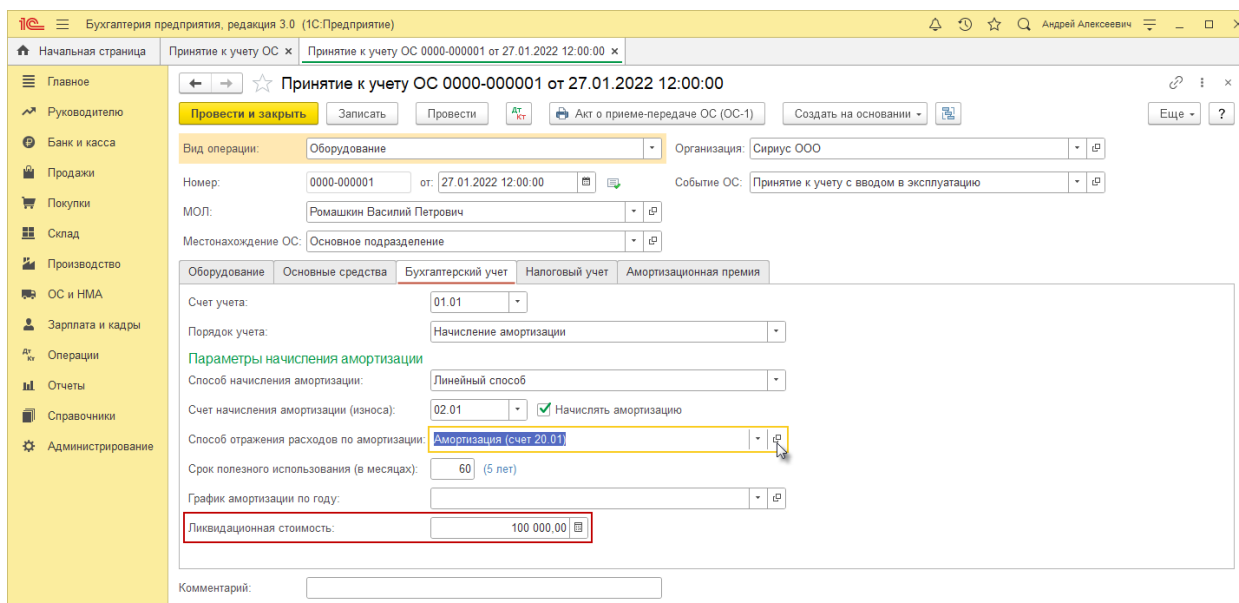 1С Бухгалтерия предприятия, редакция 3.0 (1С:Предприятие) Андрей Алексеевич
Начальная страница Принятие к учету ОС × Принятие к учету ОС 0000-000001 от 27.01.2022 12:00:00 ×
Главное
Руководителю
Банк и касса
Продажи
Покупки
Склад
Производство
ОС и НМА
Зарплата и кадры
Дт Кт Операции
Отчеты
Справочники
Администрирование
Принятие к учету ОС 0000-000001 от 27.01.2022 12:00:00
Провести и закрыть Записать Провести Дт Кт Акт о приеме-передаче ОС (ОС-1) Создать на основании Еще ?
Вид операции: Оборудование Организация: Сириус ООО
Номер: 0000-000001 от: 27.01.2022 12:00:00 Событие ОС: Принятие к учету с вводом в эксплуатацию
МОЛ: Ромашкин Василий Петрович
Местонахождение ОС: Основное подразделение
Оборудование Основные средства Бухгалтерский учет Налоговый учет Амортизационная премия
Счет учета: 01.01
Порядок учета: Начисление амортизации
Параметры начисления амортизации
Способ начисления амортизации: Линейный способ
Счет начисления амортизации (износа): 02.01 Начислять амортизацию
Способ отражения расходов по амортизации: Амортизация (счет 20.01)
Срок полезного использования (в месяцах): 60 (5 лет)
График амортизации по году:
Ликвидационная стоимость: 100 000,00
Комментарий: